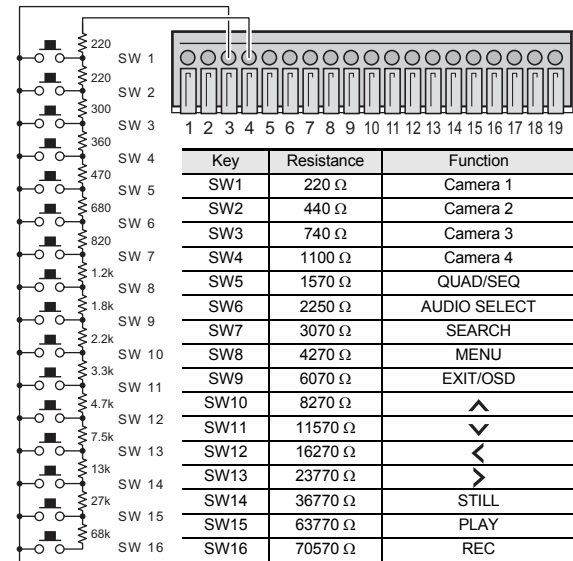 220
SW 1
220
SW 2
300
SW 3
360
SW 4
470
SW 5
680
SW 6
820
SW 7
1.2k
SW 8
1.8k
SW 9
2.2k
SW 10
3.3k
SW 11
4.7k
SW 12
7.5k
SW 13
13k
SW 14
27k
SW 15
68k
SW 16
1 2 3 4 5 6 7 8 9 10 11 12 13 14 15 16 17 18 19
Key Resistance Function
SW1 220 Ω Camera 1
SW2 440 Ω Camera 2
SW3 740 Ω Camera 3
SW4 1100 Ω Camera 4
SW5 1570 Ω QUAD/SEQ
SW6 2250 Ω AUDIO SELECT
SW7 3070 Ω SEARCH
SW8 4270 Ω MENU
SW9 6070 Ω EXIT/OSD
SW10 8270 Ω
SW11 11570 Ω
SW12 16270 Ω
SW13 23770 Ω
SW14 36770 Ω STILL
SW15 63770 Ω PLAY
SW16 70570 Ω REC